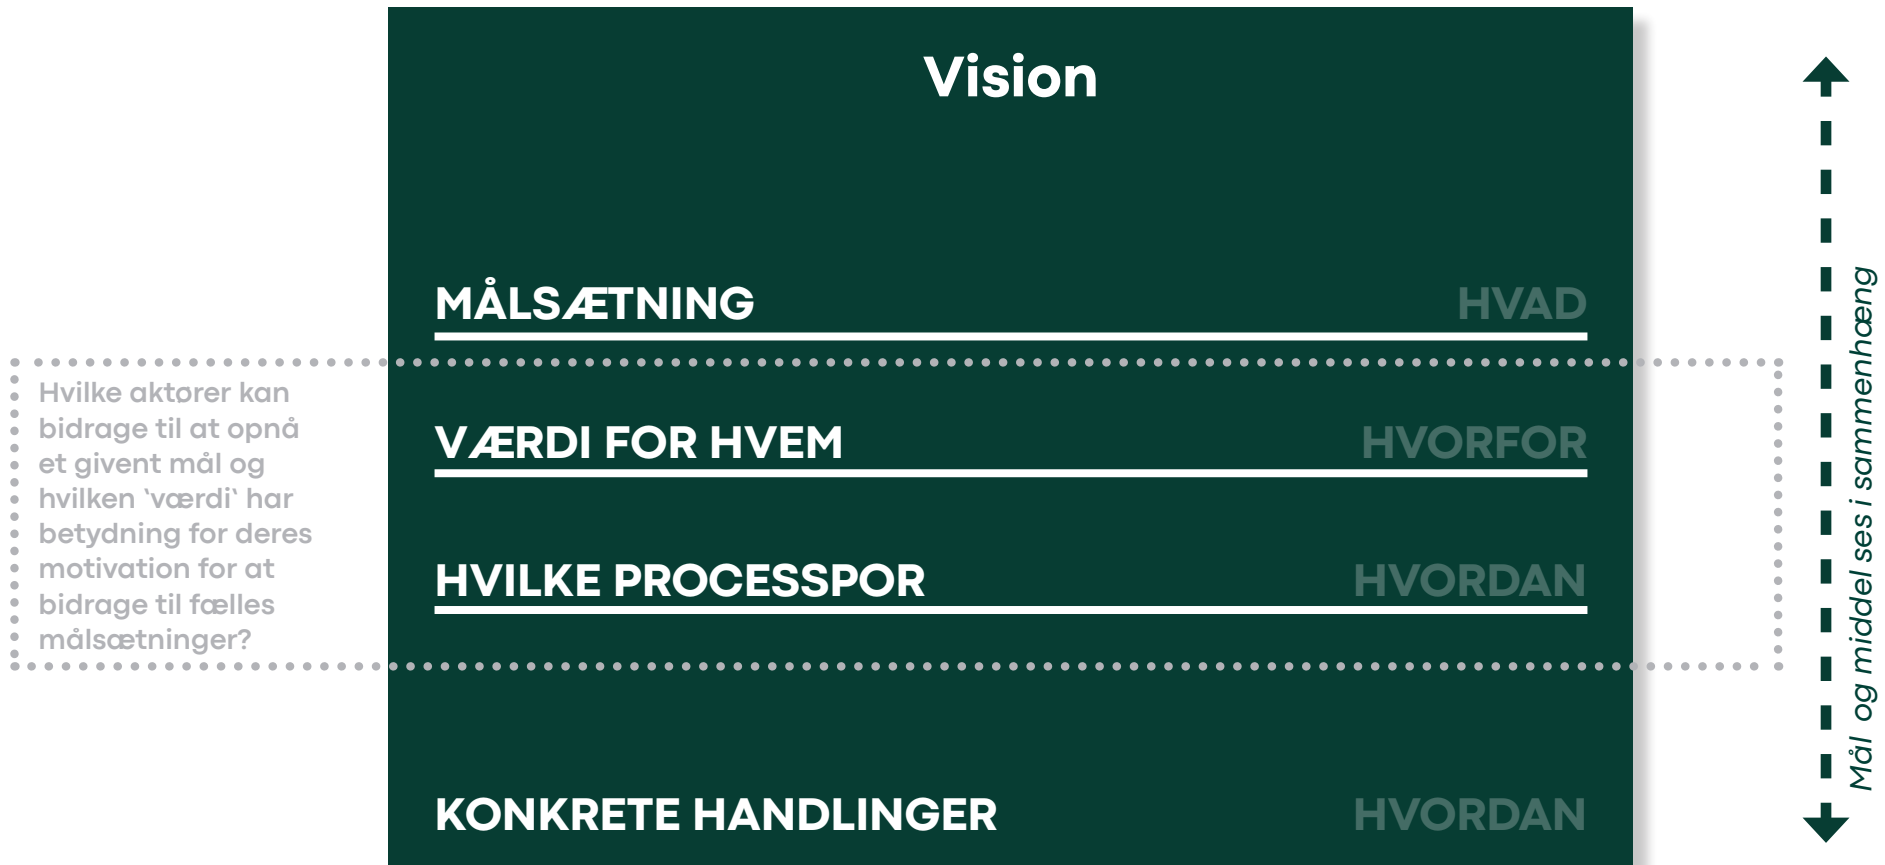 Vision
MÅLSÆTNING HVAD
Hvilke aktører kan
bidrage til at opnå
et givent mål og
hvilken ‵værdi‵ har
betydning for deres
motivation for at
bidrage til fælles
målsætninger?
VÆRDI FOR HVEM HVORFOR
HVILKE PROCESSPOR HVORDAN
KONKRETE HANDLINGER HVORDAN
Mål og middel ses i sammenhæng